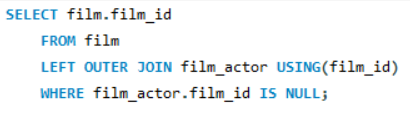 SELECT film.film_id
FROM film
LEFT OUTER JOIN film_actor USING(film_id)
WHERE film_actor.film_id IS NULL;